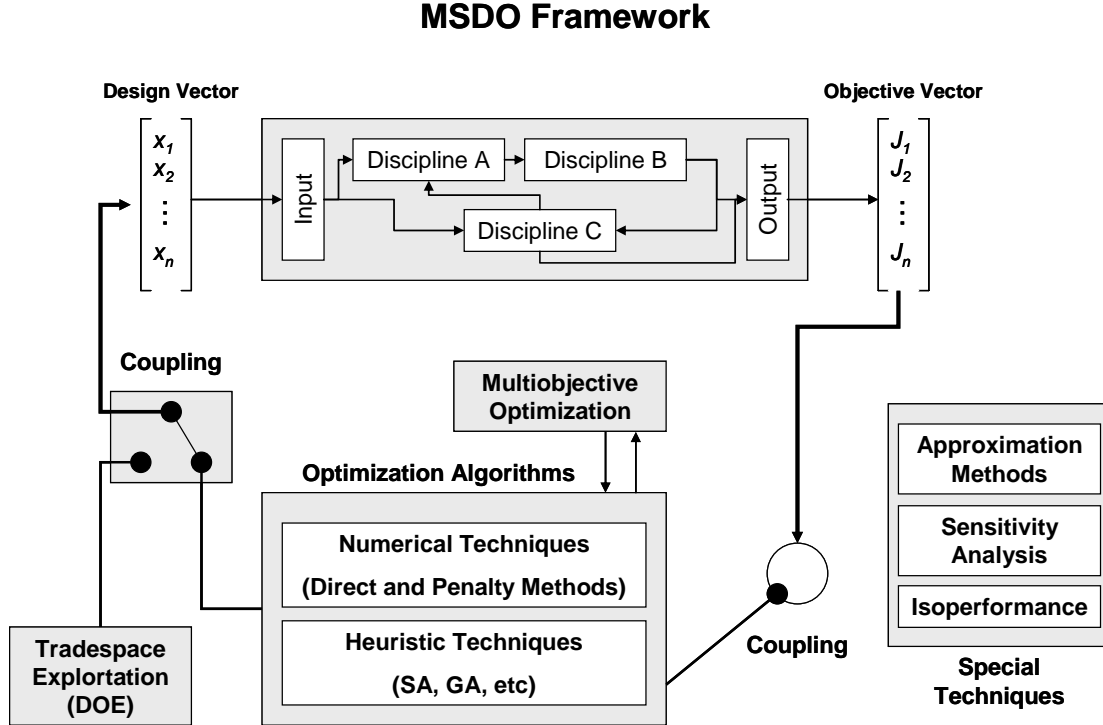 MSDO Framework
Design Vector
Objective Vector
x1
x2
⋮
xn
Input
Discipline A
Discipline B
Discipline C
Output
J1
J2
⋮
Jn
Coupling
Multiobjective
Optimization
Optimization Algorithms
Numerical Techniques
(Direct and Penalty Methods)
Heuristic Techniques
(SA, GA, etc)
Tradespace
Explortation
(DOE)
Coupling
Approximation
Methods
Sensitivity
Analysis
Isoperformance
Special
Techniques